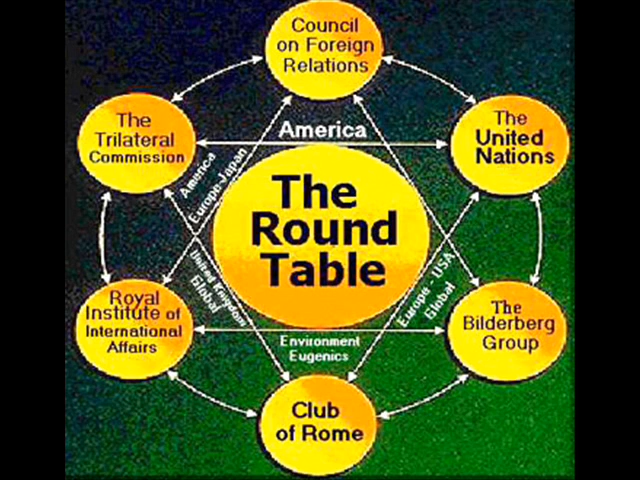 Council
on Foreign
Relations
The
Trilateral
Commission
America
The
United
Nations
America
Europe-Japan
The
Round
Table
United Kingdom
Global
Europe - USA
Global
Royal
Institute of
International
Affairs
The
Bilderberg
Group
Environment
Eugenics
Club
of Rome